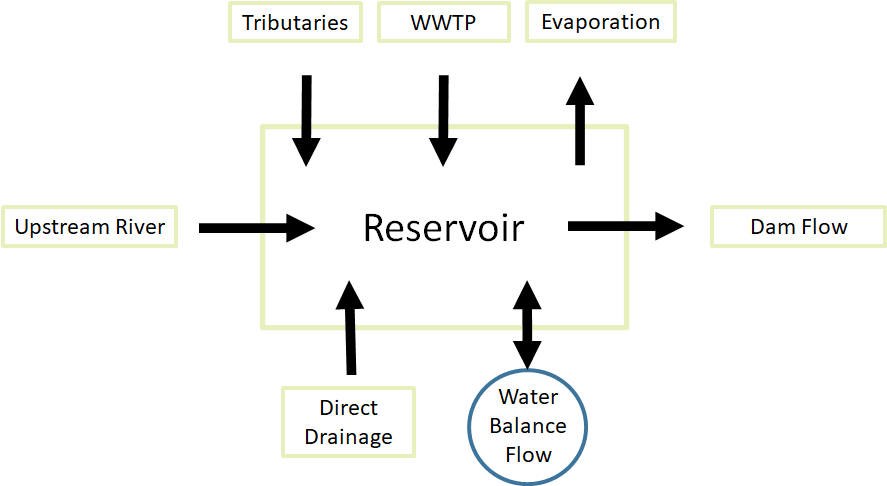 Tributaries
WWTP
Evaporation
Upstream River
Reservoir
Dam Flow
Direct
Drainage
Water
Balance
Flow